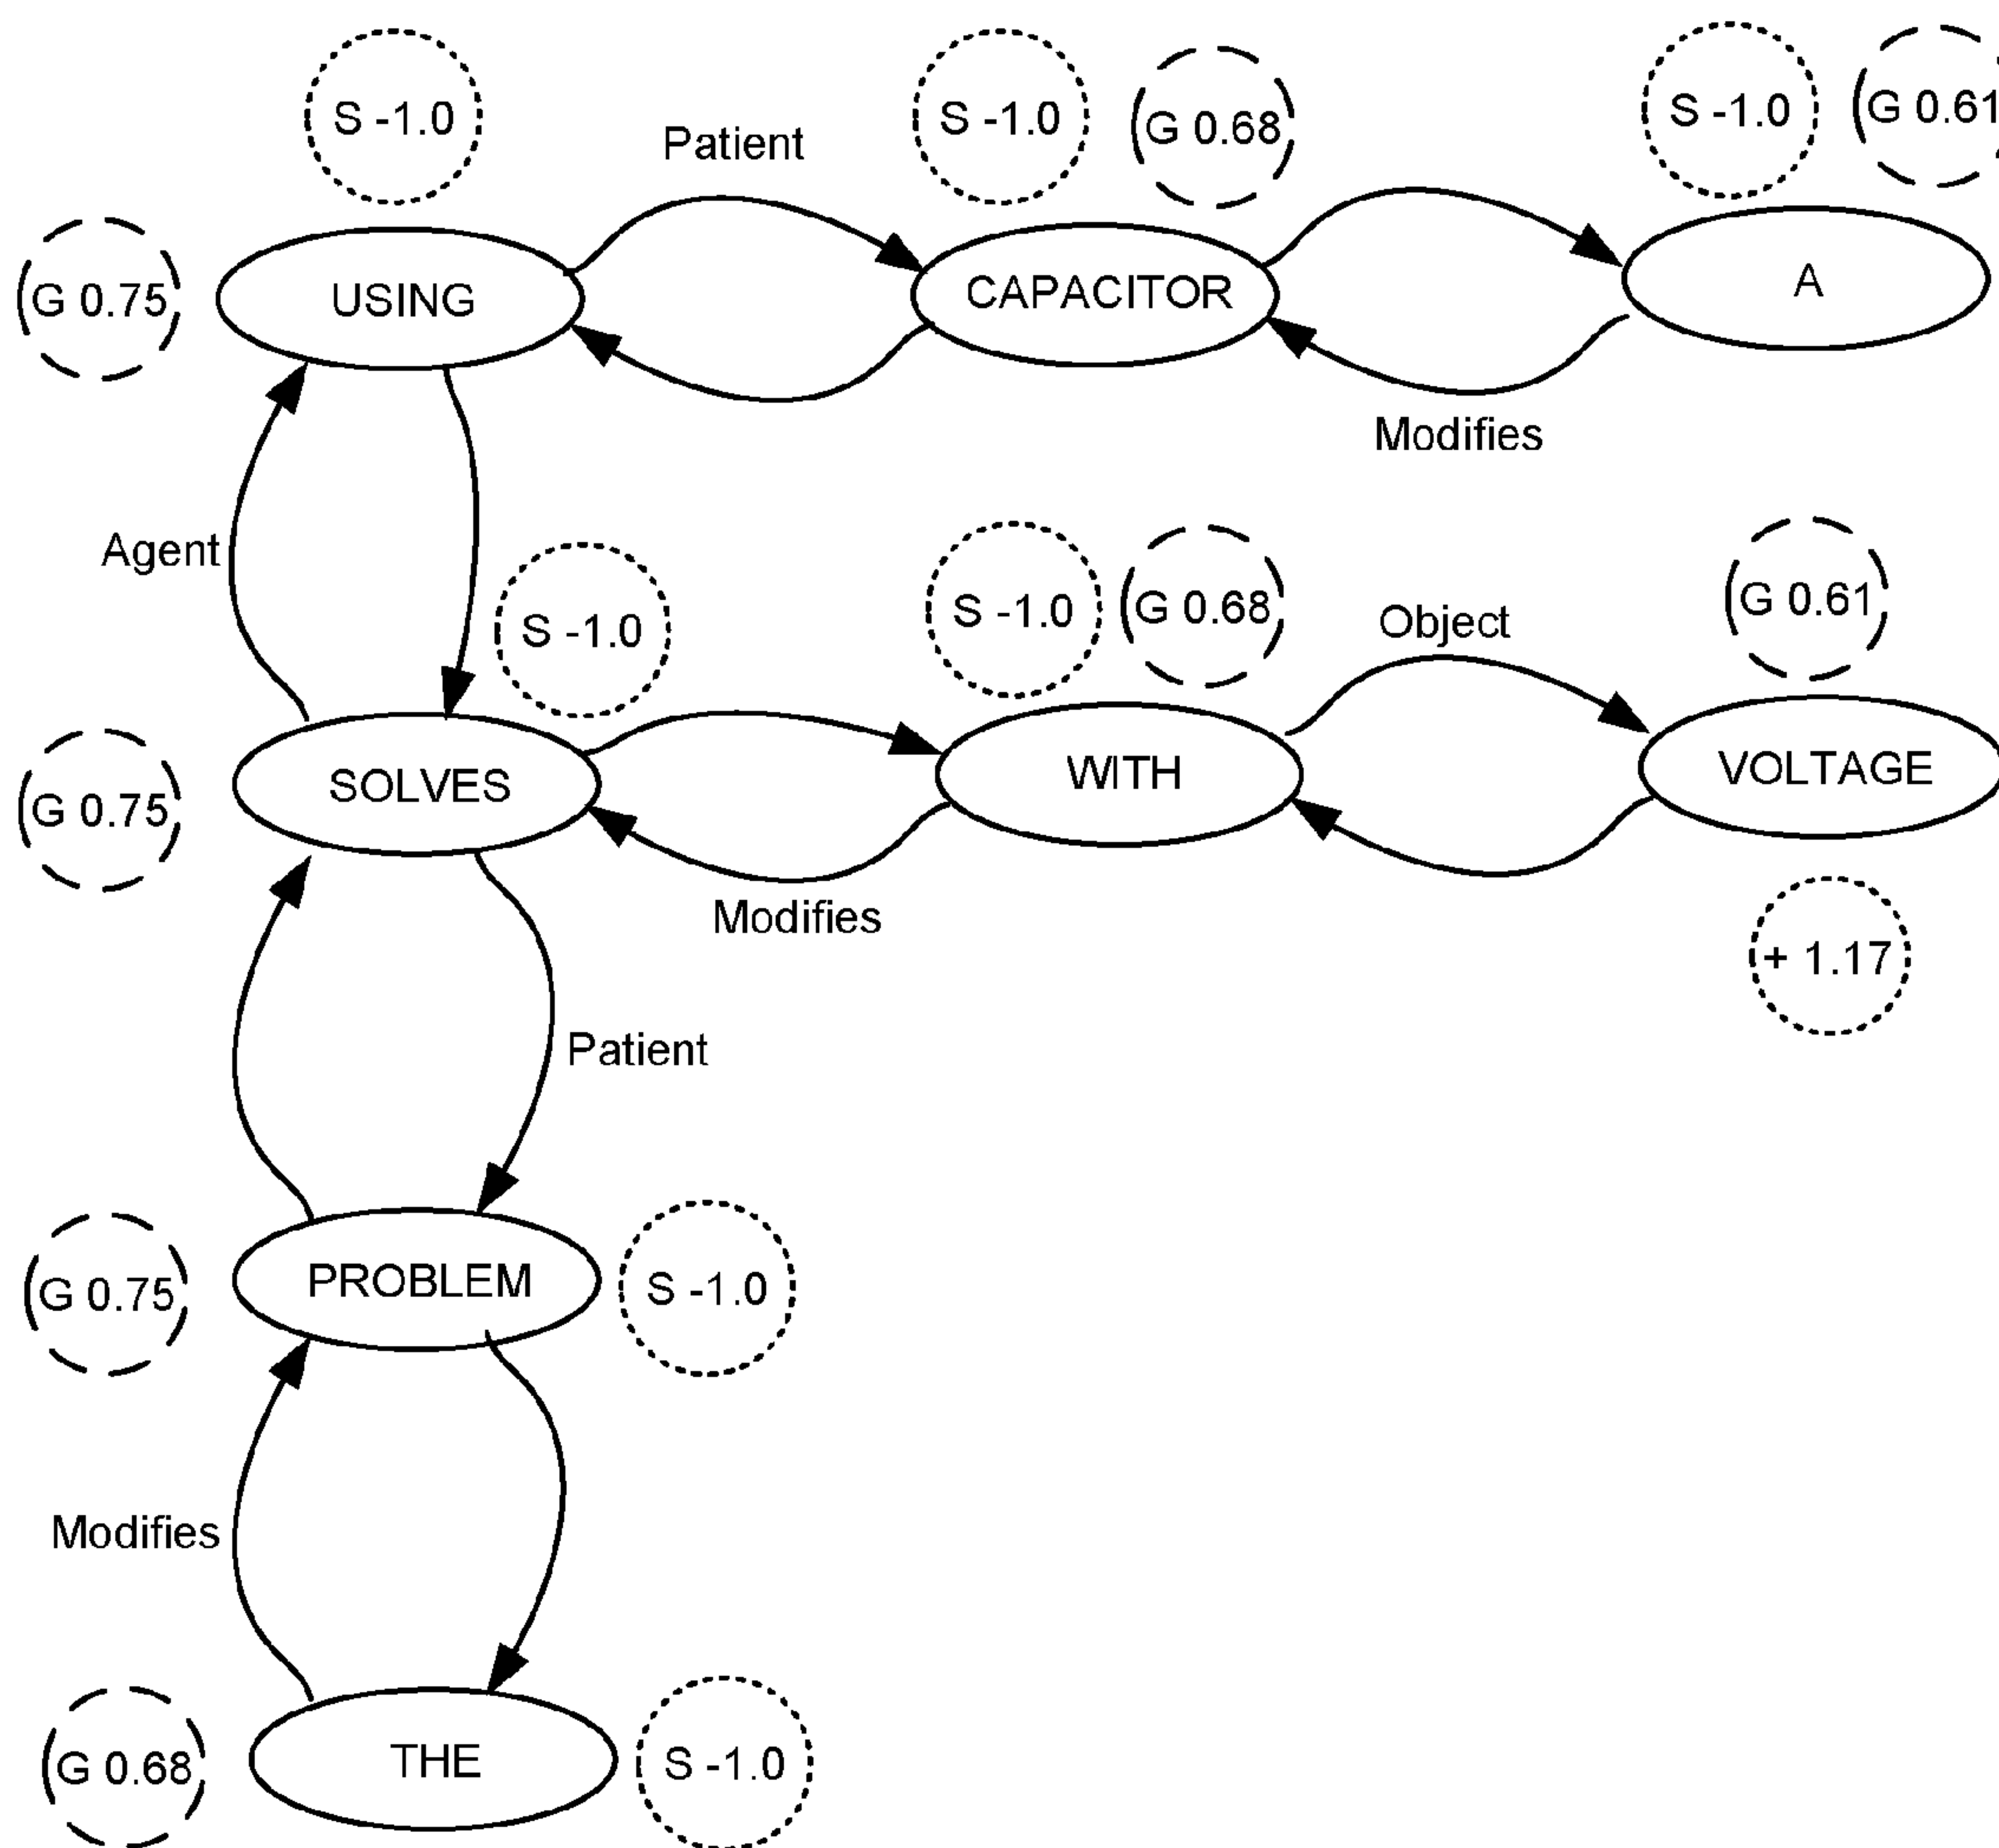 S -1.0
Patient
S -1.0
G 0.68
S -1.0
G 0.61
G 0.75
USING
CAPACITOR
A
Modifies
Agent
S -1.0
S -1.0
G 0.68
Object
G 0.61
G 0.75
SOLVES
WITH
VOLTAGE
Modifies
+ 1.17
Patient
G 0.75
PROBLEM
S -1.0
Modifies
G 0.68
THE
S -1.0